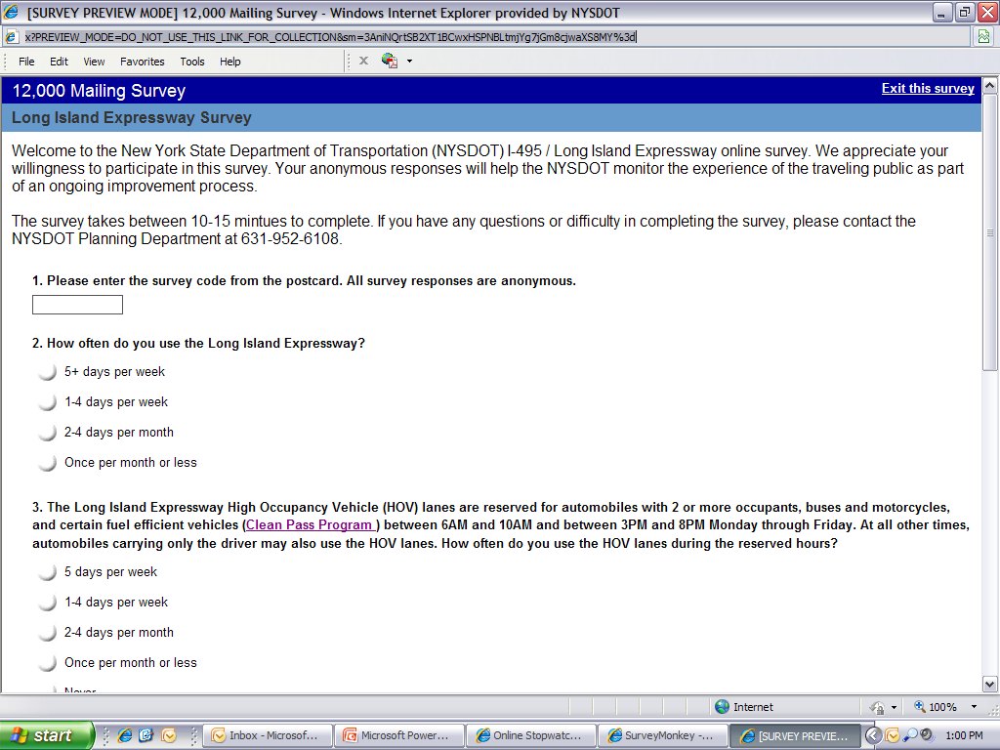 [SURVEY PREVIEW MODE] 12,000 Mailing Survey - Windows Internet Explorer provided by NYSDOT
x?PREVIEW_MODE=DO_NOT_USE_THIS_LINK_FOR_COLLECTION&sm=3AniNQrtSB2XT1BCwxHSPNBLtmjYg7jGm8cjwaXS8MY%3d
File Edit View Favorites Tools Help
12,000 Mailing Survey Exit this survey
Long Island Expressway Survey
Welcome to the New York State Department of Transportation (NYSDOT) I-495 / Long Island Expressway online survey. We appreciate your
willingness to participate in this survey. Your anonymous responses will help the NYSDOT monitor the experience of the traveling public as part
of an ongoing improvement process.
The survey takes between 10-15 mintues to complete. If you have any questions or difficulty in completing the survey, please contact the
NYSDOT Planning Department at 631-952-6108.
1. Please enter the survey code from the postcard. All survey responses are anonymous.
2. How often do you use the Long Island Expressway?
5+ days per week
1-4 days per week
2-4 days per month
Once per month or less
3. The Long Island Expressway High Occupancy Vehicle (HOV) lanes are reserved for automobiles with 2 or more occupants, buses and motorcycles,
and certain fuel efficient vehicles (Clean Pass Program ) between 6AM and 10AM and between 3PM and 8PM Monday through Friday. At all other times,
automobiles carrying only the driver may also use the HOV lanes. How often do you use the HOV lanes during the reserved hours?
5 days per week
1-4 days per week
2-4 days per month
Once per month or less
Never
Internet 100%
start Inbox - Microsof... Microsoft Power... Online Stopwatc... SurveyMonkey -... [SURVEY PREVIE... 1:00 PM